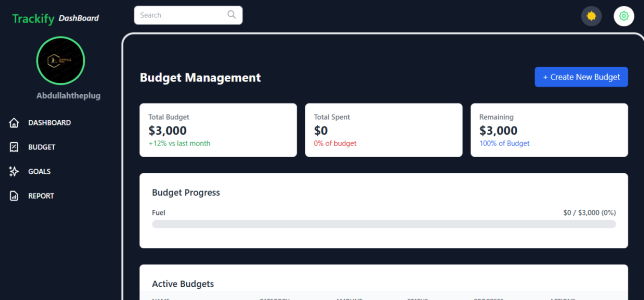 Trackify DashBoard
Search
Abdullahtheplug
DASHBOARD
BUDGET
GOALS
REPORT
Budget Management
+ Create New Budget
Total Budget
$3,000
+12% vs last month
Total Spent
$0
0% of budget
Remaining
$3,000
100% of Budget
Budget Progress
Fuel
$0 / $3,000 (0%)
Active Budgets